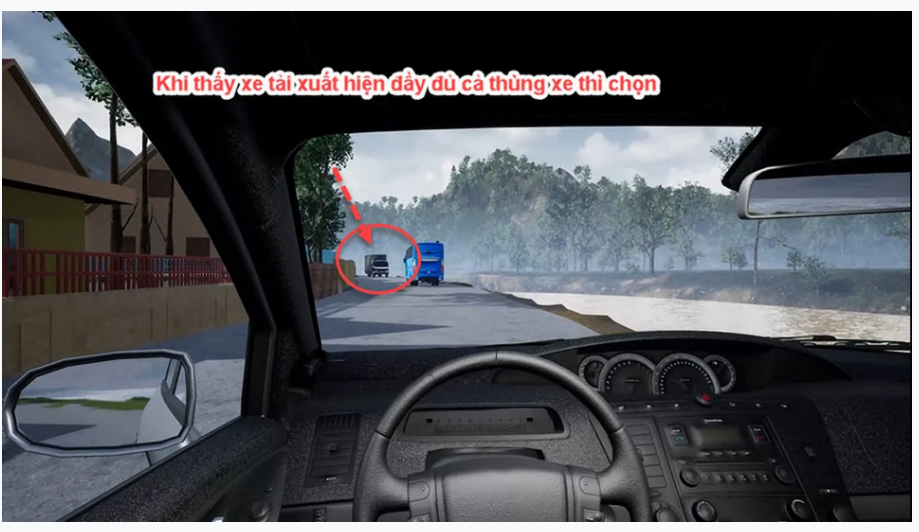 Khi thấy xe tải xuất hiện đầy đủ cả thùng xe thì chọn